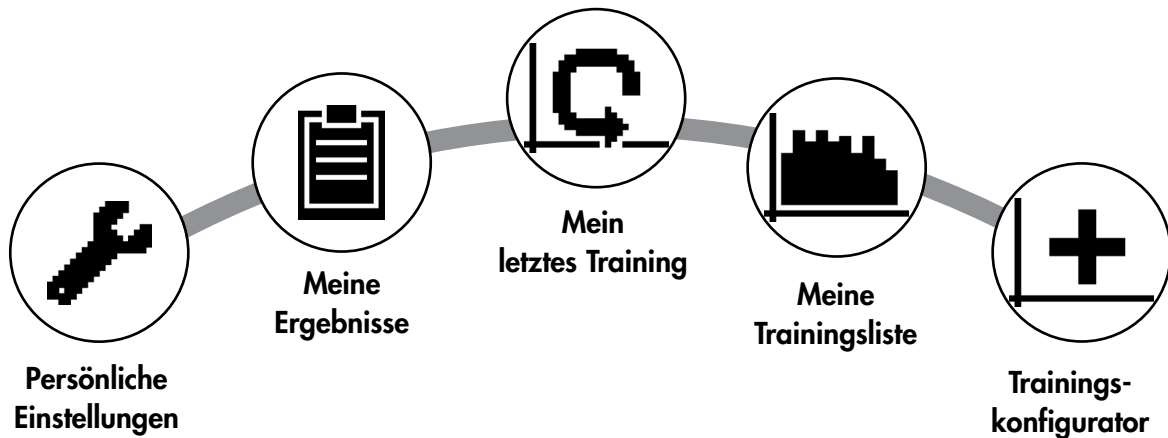 Persönliche
Einstellungen
Meine
Ergebnisse
Mein
letztes Training
Meine
Trainingsliste
Trainings-
konfigurator